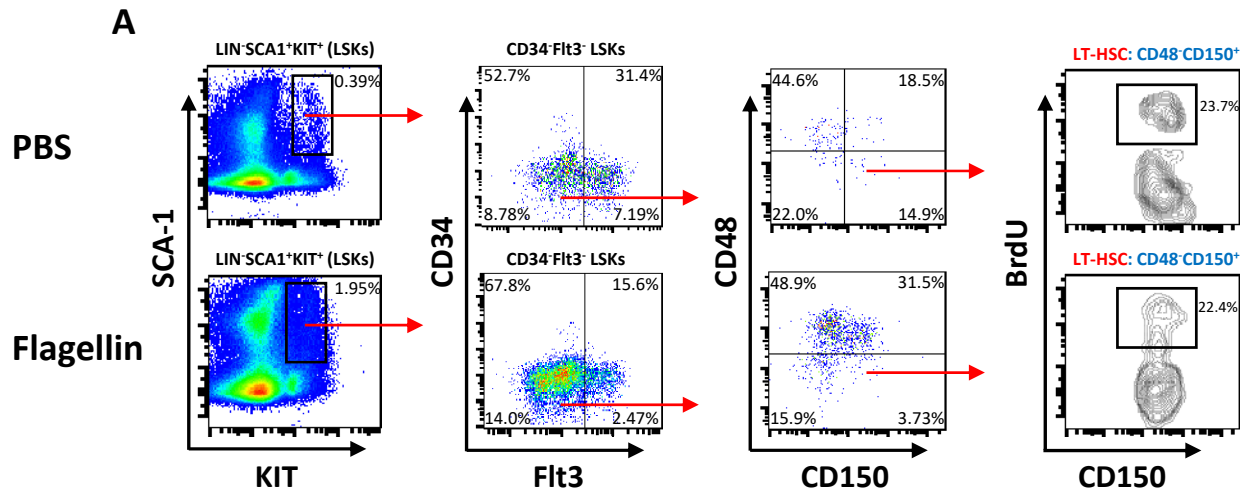 A
LIN-SCA1+KIT+ (LSKs)
CD34-Flt3- LSKs
LT-HSC: CD48-CD150+
PBS
0.39%
52.7% 31.4%
8.78% 7.19%
44.6% 18.5%
22.0% 14.9%
23.7%
SCA-1
CD34
CD48
BrdU
LIN-SCA1+KIT+ (LSKs)
CD34-Flt3- LSKs
LT-HSC: CD48-CD150+
Flagellin
1.95%
67.8% 15.6%
14.0% 2.47%
48.9% 31.5%
15.9% 3.73%
22.4%
KIT
Flt3
CD150
CD150